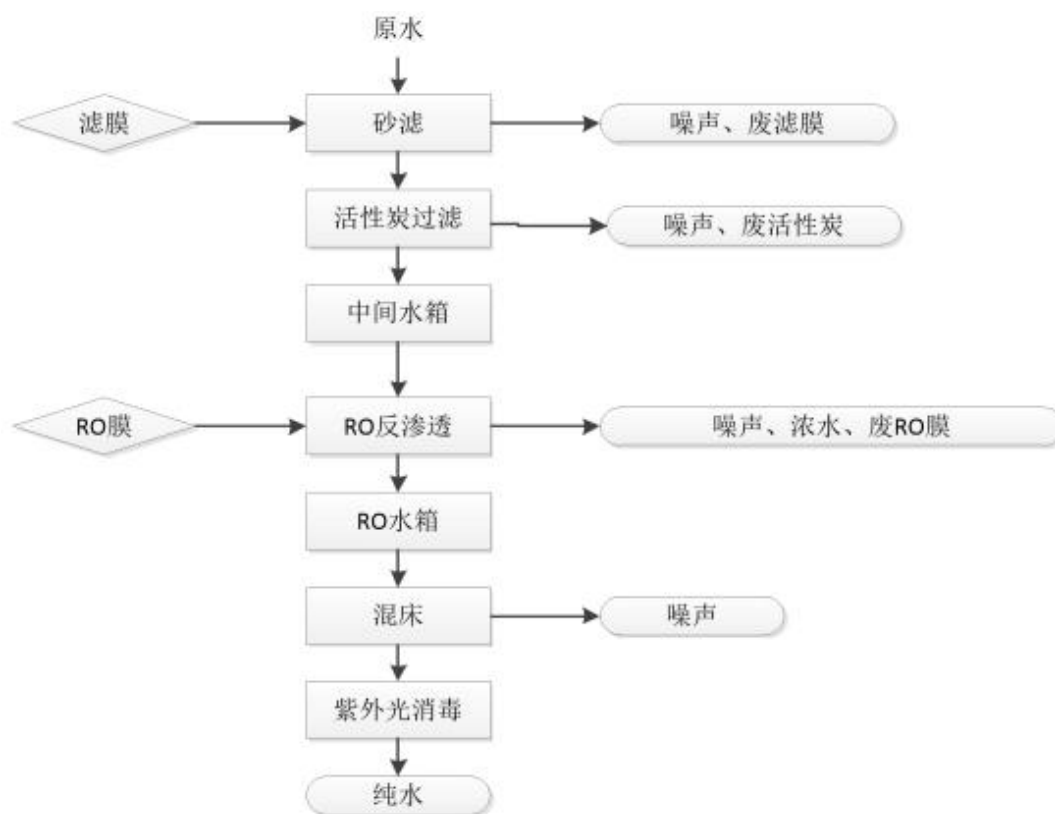 原水
滤膜
砂滤
噪声、废滤膜
活性炭过滤
噪声、废活性炭
中间水箱
RO膜
RO反渗透
噪声、浓水、废RO膜
RO水箱
混床
噪声
紫外光消毒
纯水